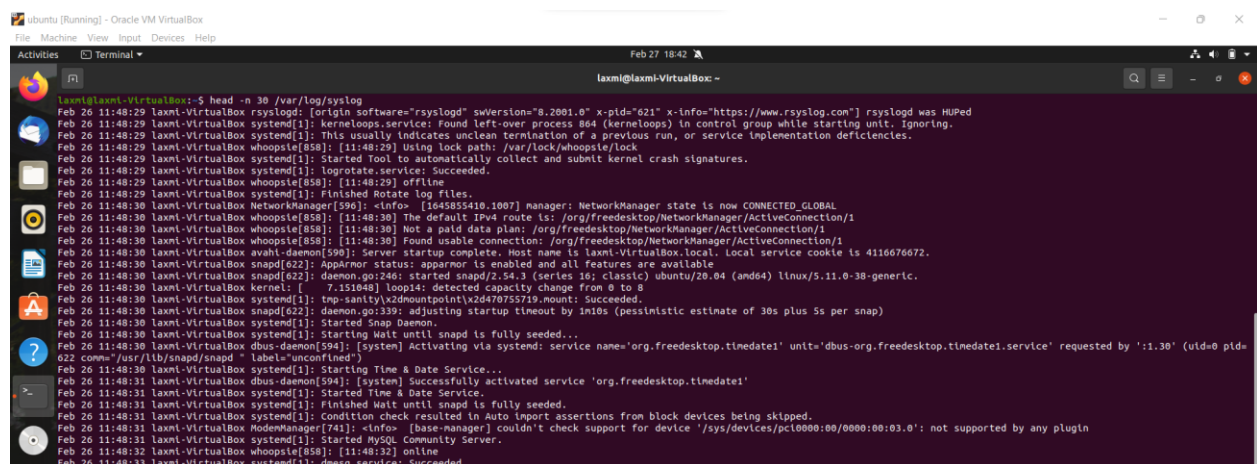 ubuntu [Running] - Oracle VM VirtualBox
File Machine View Input Devices Help
Activities Terminal Feb 27 18:42
laxmi@laxmi-VirtualBox: ~
laxmi@laxmi-VirtualBox:~$ head -n 30 /var/log/syslog
Feb 26 11:48:29 laxmi-VirtualBox rsyslogd: [origin software="rsyslogd" swVersion="8.2001.0" x-pid="621" x-info="https://www.rsyslog.com"] rsyslogd was HUPed
Feb 26 11:48:29 laxmi-VirtualBox systemd[1]: kerneloops.service: Found left-over process 864 (kerneloops) in control group while starting unit. Ignoring.
Feb 26 11:48:29 laxmi-VirtualBox systemd[1]: This usually indicates unclean termination of a previous run, or service implementation deficiencies.
Feb 26 11:48:29 laxmi-VirtualBox whoopsie[858]: [11:48:29] Using lock path: /var/lock/whoopsie/lock
Feb 26 11:48:29 laxmi-VirtualBox systemd[1]: Started Tool to automatically collect and submit kernel crash signatures.
Feb 26 11:48:29 laxmi-VirtualBox systemd[1]: logrotate.service: Succeeded.
Feb 26 11:48:29 laxmi-VirtualBox whoopsie[858]: [11:48:29] offline
Feb 26 11:48:29 laxmi-VirtualBox systemd[1]: Finished Rotate log files.
Feb 26 11:48:30 laxmi-VirtualBox NetworkManager[596]: <info>  [1645855410.1007] manager: NetworkManager state is now CONNECTED_GLOBAL
Feb 26 11:48:30 laxmi-VirtualBox whoopsie[858]: [11:48:30] The default IPv4 route is: /org/freedesktop/NetworkManager/ActiveConnection/1
Feb 26 11:48:30 laxmi-VirtualBox whoopsie[858]: [11:48:30] Not a paid data plan: /org/freedesktop/NetworkManager/ActiveConnection/1
Feb 26 11:48:30 laxmi-VirtualBox whoopsie[858]: [11:48:30] Found usable connection: /org/freedesktop/NetworkManager/ActiveConnection/1
Feb 26 11:48:30 laxmi-VirtualBox avahi-daemon[590]: Server startup complete. Host name is laxmi-VirtualBox.local. Local service cookie is 4116676672.
Feb 26 11:48:30 laxmi-VirtualBox snapd[622]: AppArmor status: apparmor is enabled and all features are available
Feb 26 11:48:30 laxmi-VirtualBox snapd[622]: daemon.go:246: started snapd/2.54.3 (series 16; classic) ubuntu/20.04 (amd64) linux/5.11.0-38-generic.
Feb 26 11:48:30 laxmi-VirtualBox kernel: [    7.151048] loop14: detected capacity change from 0 to 8
Feb 26 11:48:30 laxmi-VirtualBox systemd[1]: tmp-sanity\x2dmountpoint\x2d470755719.mount: Succeeded.
Feb 26 11:48:30 laxmi-VirtualBox snapd[622]: daemon.go:339: adjusting startup timeout by 1m10s (pessimistic estimate of 30s plus 5s per snap)
Feb 26 11:48:30 laxmi-VirtualBox systemd[1]: Started Snap Daemon.
Feb 26 11:48:30 laxmi-VirtualBox systemd[1]: Starting Wait until snapd is fully seeded...
Feb 26 11:48:30 laxmi-VirtualBox dbus-daemon[594]: [system] Activating via systemd: service name='org.freedesktop.timedate1' unit='dbus-org.freedesktop.timedate1.service' requested by ':1.30' (uid=0 pid=
622 comm="/usr/lib/snapd/snapd " label="unconfined")
Feb 26 11:48:30 laxmi-VirtualBox systemd[1]: Starting Time & Date Service...
Feb 26 11:48:31 laxmi-VirtualBox dbus-daemon[594]: [system] Successfully activated service 'org.freedesktop.timedate1'
Feb 26 11:48:31 laxmi-VirtualBox systemd[1]: Started Time & Date Service.
Feb 26 11:48:31 laxmi-VirtualBox systemd[1]: Finished Wait until snapd is fully seeded.
Feb 26 11:48:31 laxmi-VirtualBox systemd[1]: Condition check resulted in Auto import assertions from block devices being skipped.
Feb 26 11:48:31 laxmi-VirtualBox ModemManager[741]: <info>  [base-manager] couldn't check support for device '/sys/devices/pci0000:00/0000:00:03.0': not supported by any plugin
Feb 26 11:48:31 laxmi-VirtualBox systemd[1]: Started MySQL Community Server.
Feb 26 11:48:32 laxmi-VirtualBox whoopsie[858]: [11:48:32] online
Feb 26 11:48:33 laxmi-VirtualBox systemd[1]: dmesg.service: Succeeded